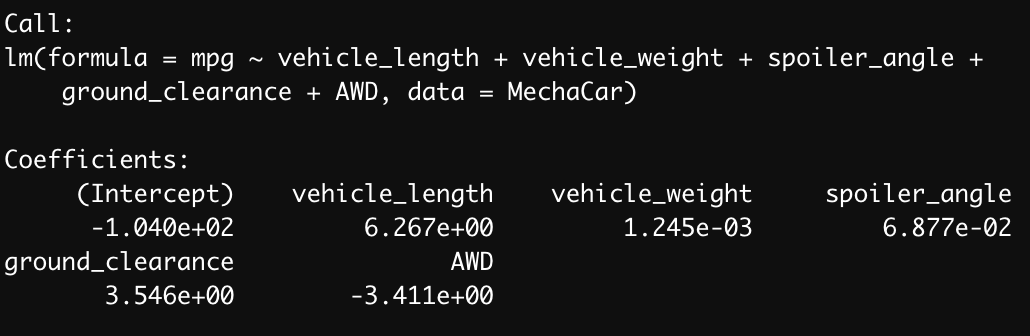 Call:
lm(formula = mpg ~ vehicle_length + vehicle_weight + spoiler_angle +
    ground_clearance + AWD, data = MechaCar)

Coefficients:
     (Intercept)    vehicle_length    vehicle_weight     spoiler_angle
      -1.040e+02         6.267e+00         1.245e-03         6.877e-02
ground_clearance               AWD
       3.546e+00        -3.411e+00